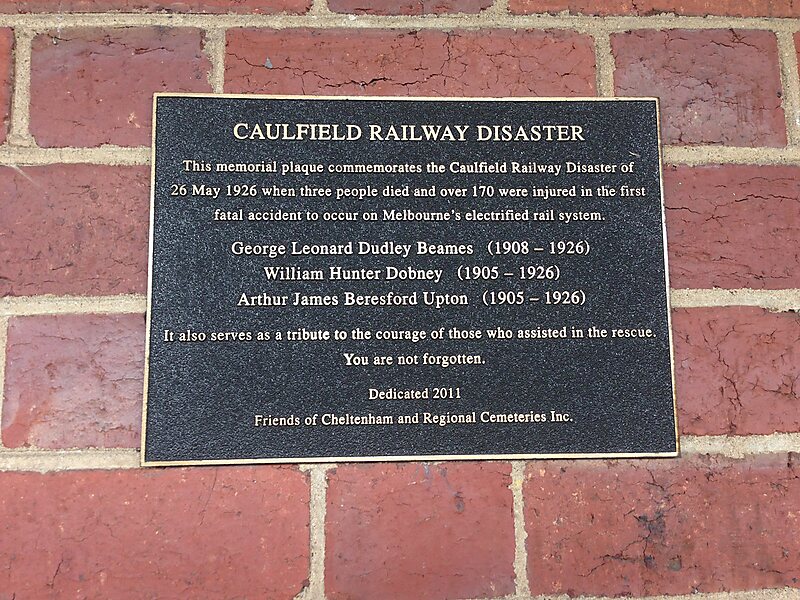 CAULFIELD RAILWAY DISASTER
This memorial plaque commemorates the Caulfield Railway Disaster of
26 May 1926 when three people died and over 170 were injured in the first
fatal accident to occur on Melbourne's electrified rail system.
George Leonard Dudley Beames (1908 – 1926)
William Hunter Dobney (1905 – 1926)
Arthur James Beresford Upton (1905 – 1926)
It also serves as a tribute to the courage of those who assisted in the rescue.
You are not forgotten.
Dedicated 2011
Friends of Cheltenham and Regional Cemeteries Inc.